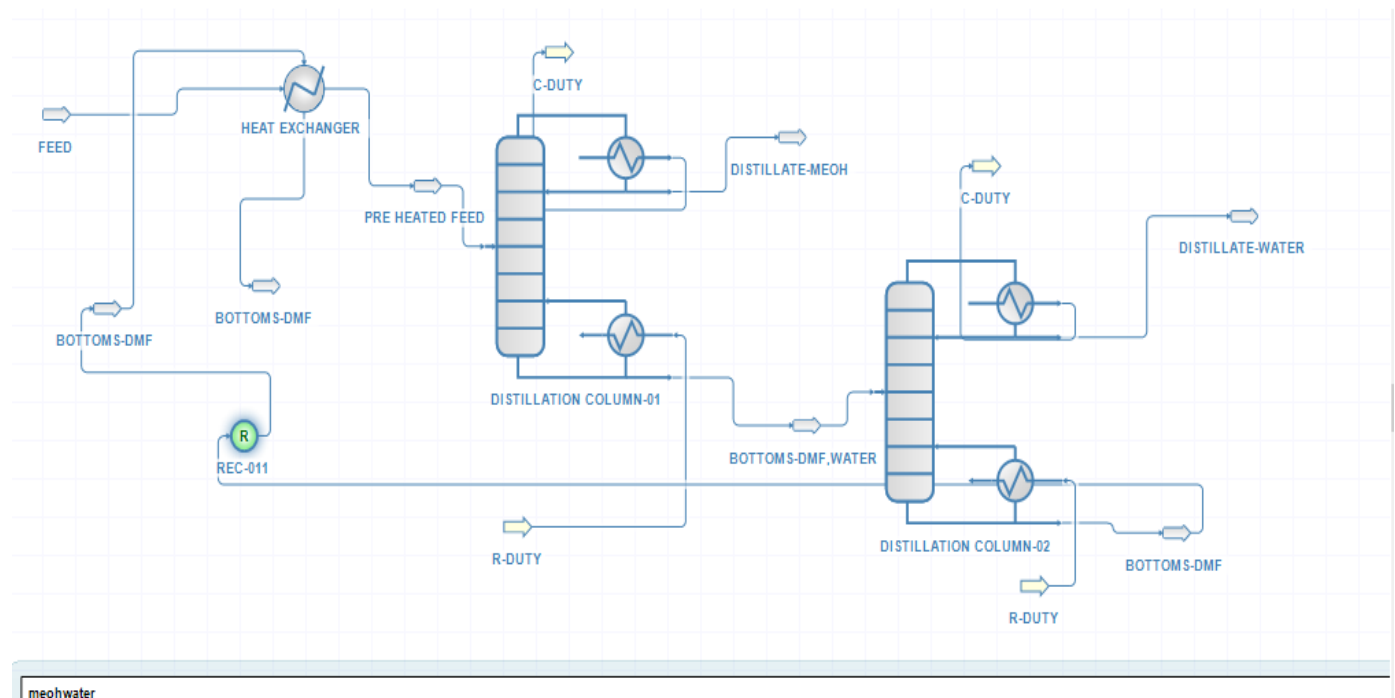 C-DUTY
HEAT EXCHANGER
FEED
DISTILLATE-MEOH
C-DUTY
PRE HEATED FEED
DISTILLATE-WATER
BOTTOMS-DMF
BOTTOMS-DMF
DISTILLATION COLUMN-01
R
REC-011
BOTTOMS-DMF,WATER
R-DUTY
DISTILLATION COLUMN-02
BOTTOMS-DMF
R-DUTY
meohwater